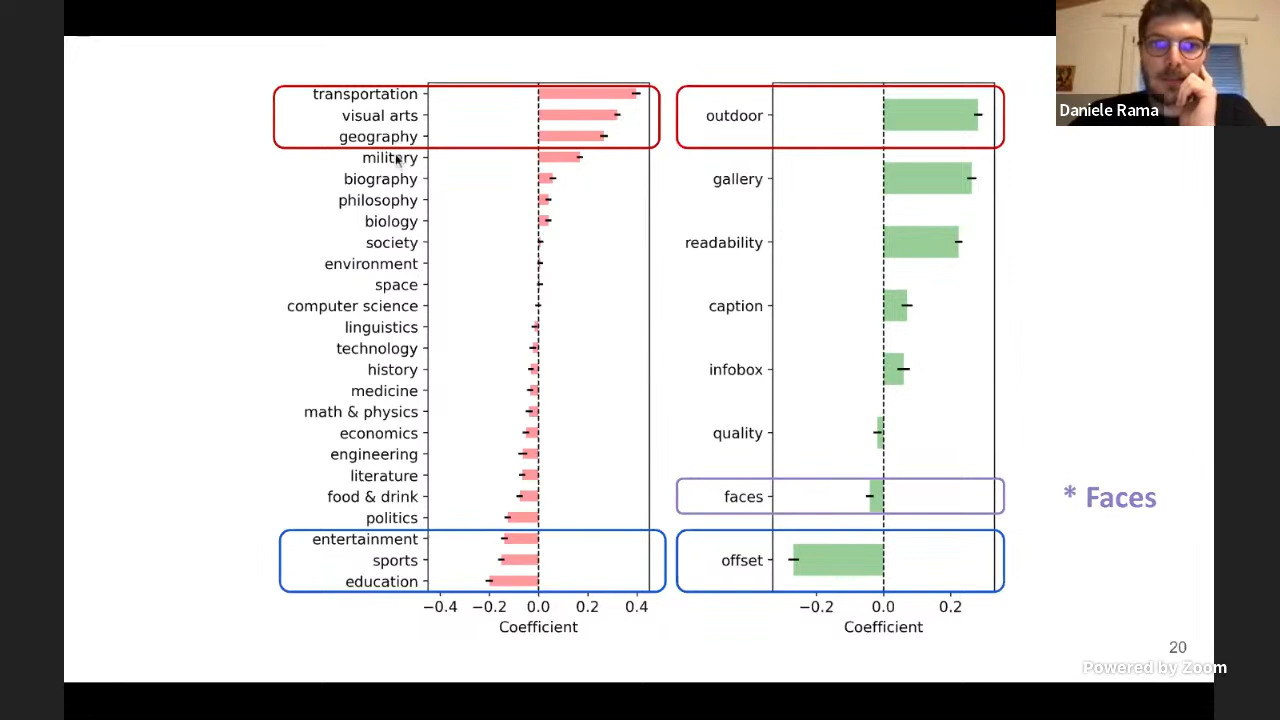 Daniele Rama
transportation
visual arts
geography
military
biography
philosophy
biology
society
environment
space
computer science
linguistics
technology
history
medicine
math & physics
economics
engineering
literature
food & drink
politics
entertainment
sports
education
−0.4 −0.2 0.0 0.2 0.4
Coefficient
outdoor
gallery
readability
caption
infobox
quality
faces
offset
−0.2 0.0 0.2
Coefficient
* Faces
20
Powered by Zoom